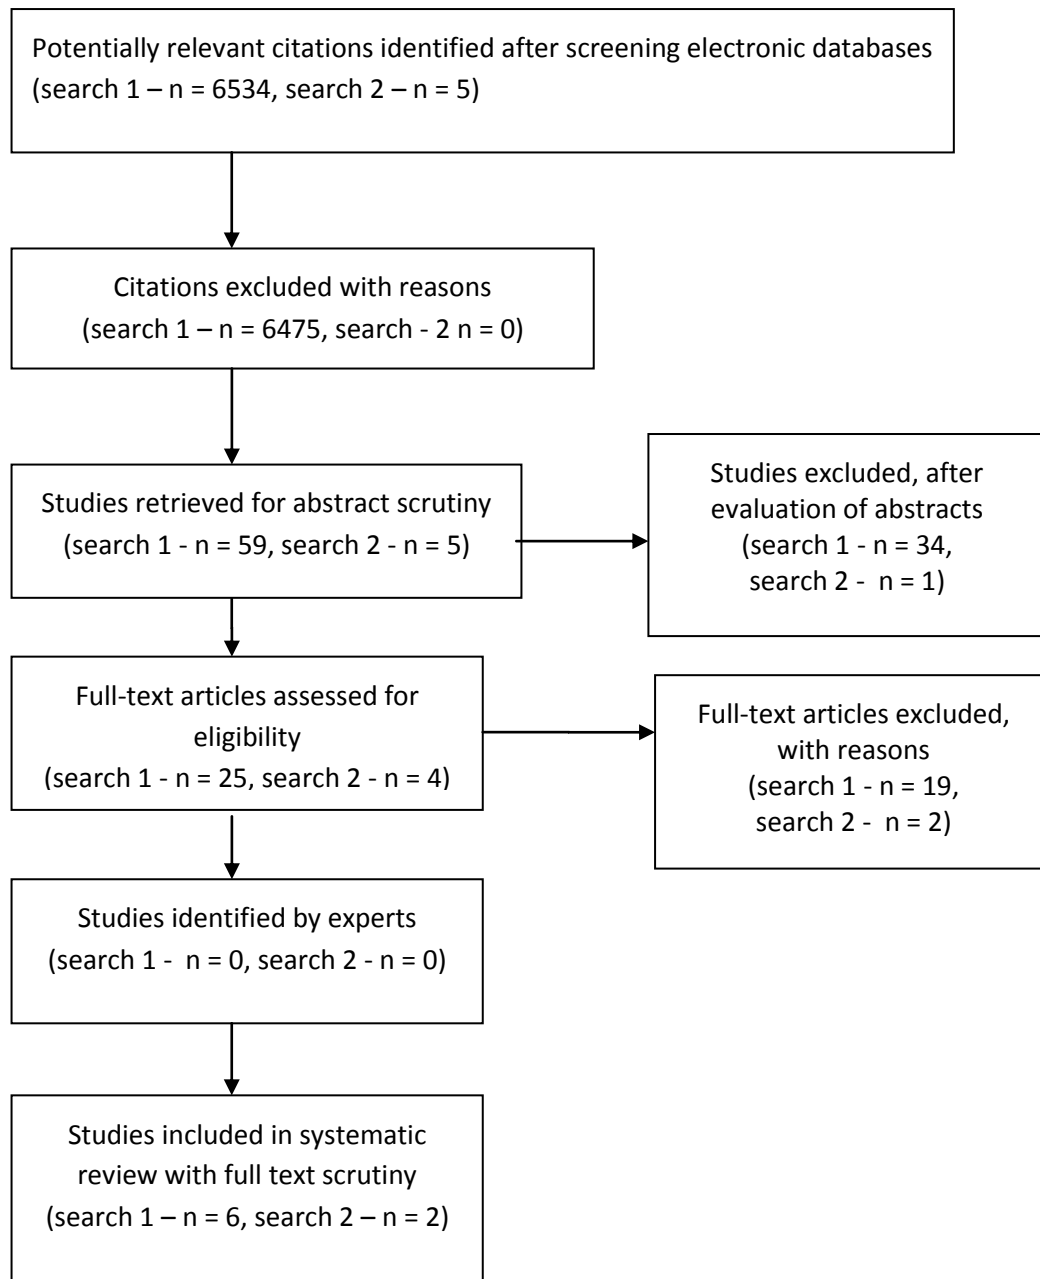 Potentially relevant citations identified after screening electronic databases
(search 1 – n = 6534, search 2 – n = 5)
Citations excluded with reasons
(search 1 – n = 6475, search - 2 n = 0)
Studies retrieved for abstract scrutiny
(search 1 - n = 59, search 2 - n = 5)
Studies excluded, after
evaluation of abstracts
(search 1 - n = 34,
search 2 -  n = 1)
Full-text articles assessed for
eligibility
(search 1 - n = 25, search 2 - n = 4)
Full-text articles excluded,
with reasons
(search 1 - n = 19,
search 2 -  n = 2)
Studies identified by experts
(search 1 -  n = 0, search 2 - n = 0)
Studies included in systematic
review with full text scrutiny
(search 1 – n = 6, search 2 – n = 2)